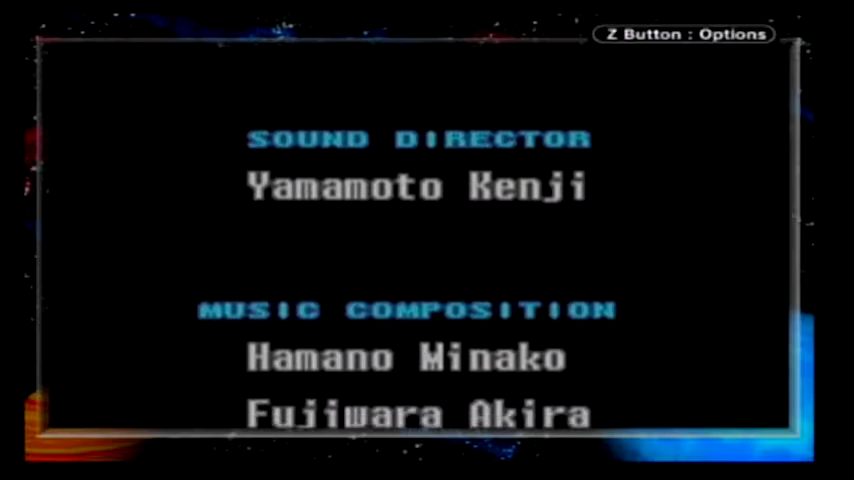 Z Button : Options
SOUND DIRECTOR
Yamamoto Kenji
MUSIC COMPOSITION
Hamano Minako
Fujiwara Akira